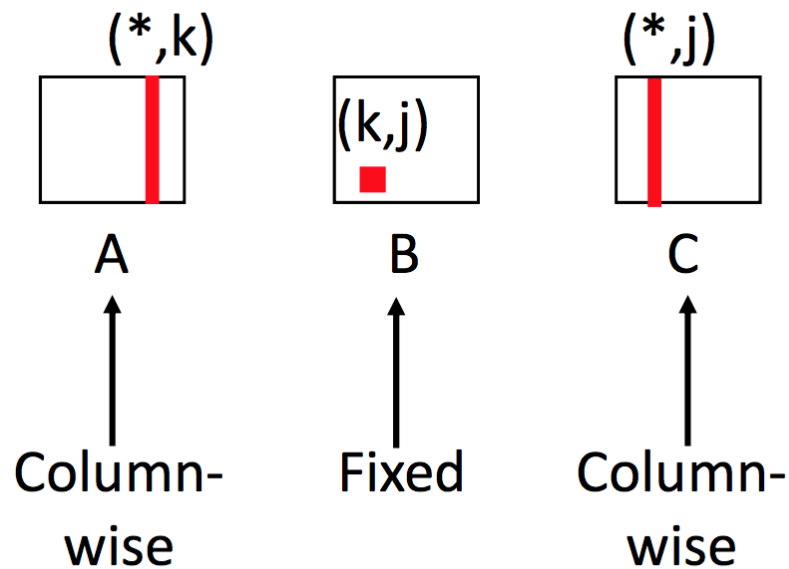 (*,k)
(*,j)
(k,j)
A
B
C
Column-
wise
Fixed
Column-
wise